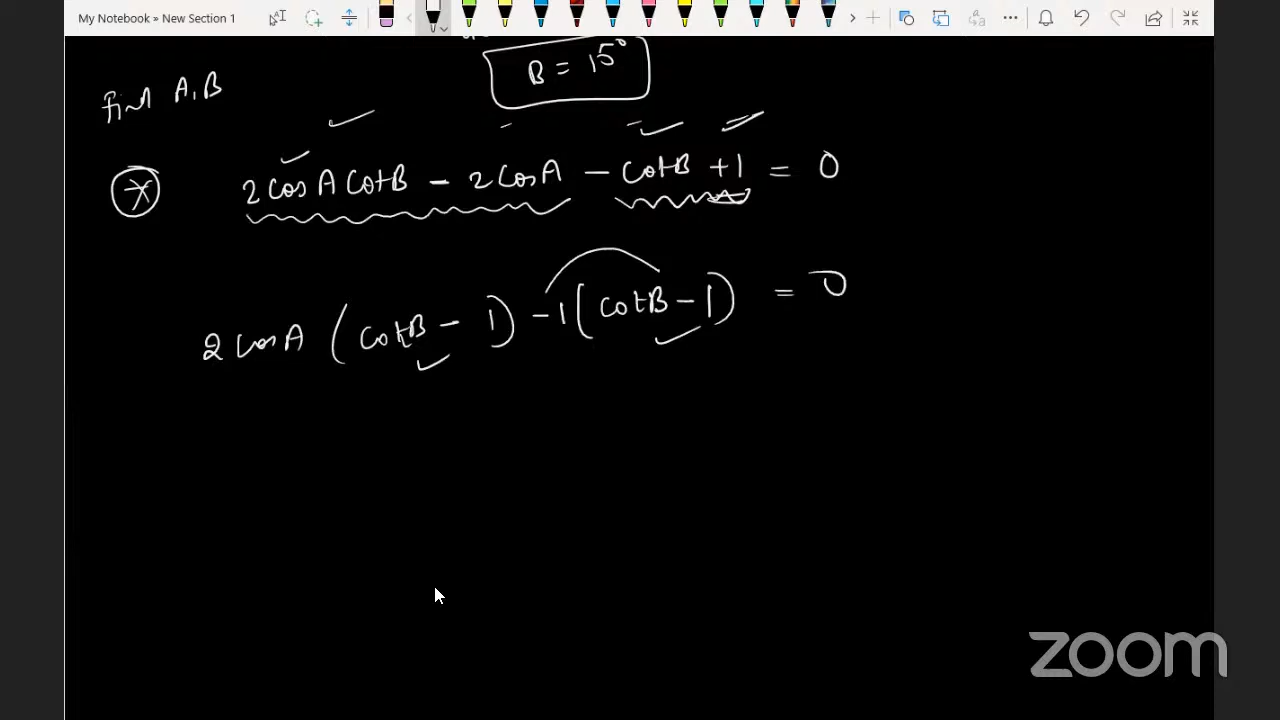 My Notebook » New Section 1
B = 15°
find A, B
2 cos A cot B - 2 cos A - cot B + 1 = 0
2 cos A (cot B - 1) - 1 (cot B - 1) = 0
zoom